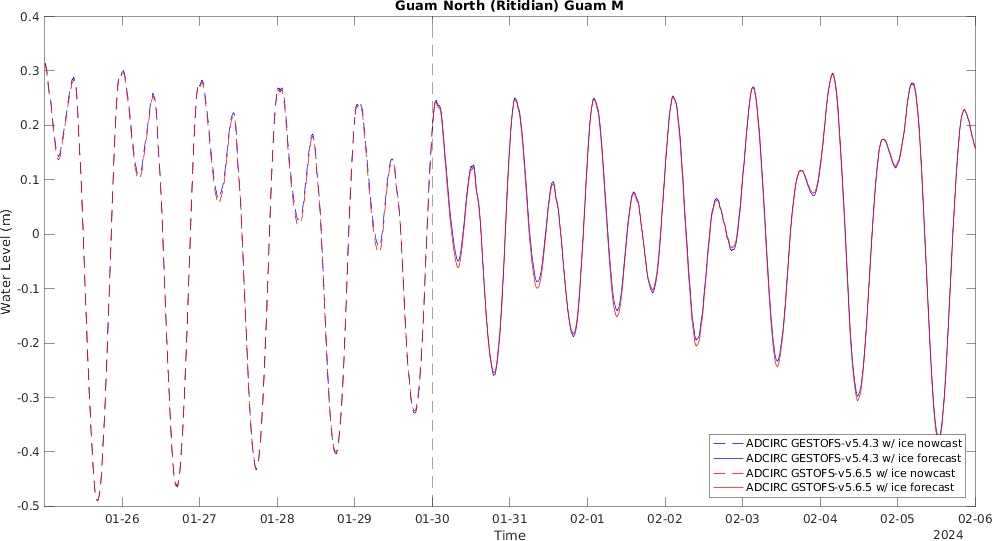 Guam North (Ritidian) Guam M
0.4
0.3
0.2
0.1
0
-0.1
-0.2
-0.3
-0.4
-0.5
Water Level (m)
ADCIRC GESTOFS-v5.4.3 w/ ice nowcast
ADCIRC GESTOFS-v5.4.3 w/ ice forecast
ADCIRC GSTOFS-v5.6.5 w/ ice nowcast
ADCIRC GSTOFS-v5.6.5 w/ ice forecast
01-26 01-27 01-28 01-29 01-30 01-31 02-01 02-02 02-03 02-04 02-05 02-06
Time 2024